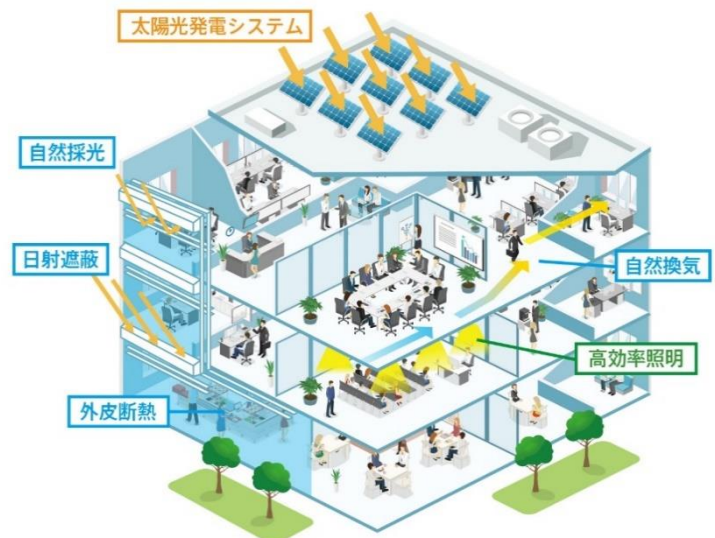 太陽光発電システム
自然採光
日射遮蔽
自然換気
高効率照明
外皮断熱